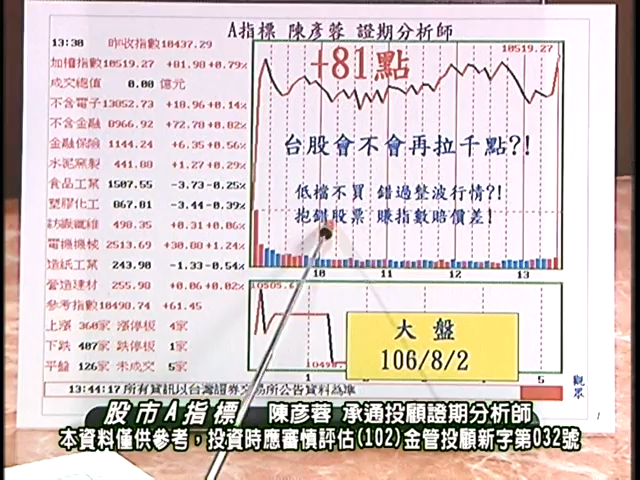 A指標 陳彥蓉 證期分析師
13:30 昨收指數10437.29
加權指數10519.27 +81.98 +0.79%
成交總值 0.00 億元
不含電子13852.73 +18.96 +0.14%
不含金融 8966.92 +72.78 +0.82%
金融保險 1144.24 +6.35 +0.56%
水泥窯製 441.88 +1.27 +0.29%
食品工業 1507.55 -3.73 -0.25%
塑膠化工 867.81 -3.44 -0.39%
紡織纖維 498.35 +0.31 +0.06%
電機機械 2513.69 +30.88 +1.24%
造紙工業 243.90 -1.33 -0.54%
營造建材 255.98 +0.06 +0.02%
參考指數10498.74 +61.45
上漲 360家 漲停板 4家
下跌 407家 跌停板 1家
平盤 126家 未成交 5家
10519.27
+81點
台股會不會再拉千點?!
低檔不買 錯過整波行情?!
股票 賺指數賠價差!
10 11 12 13
大盤
106/8/2
1 5
觀眾
13:44:17 所有資訊以台灣證券交易所公告資料為準
1
股市A指標 陳彥蓉 承通投顧證期分析師
本資料僅供參考，投資時應審慎評估(102)金管投顧新字第032號